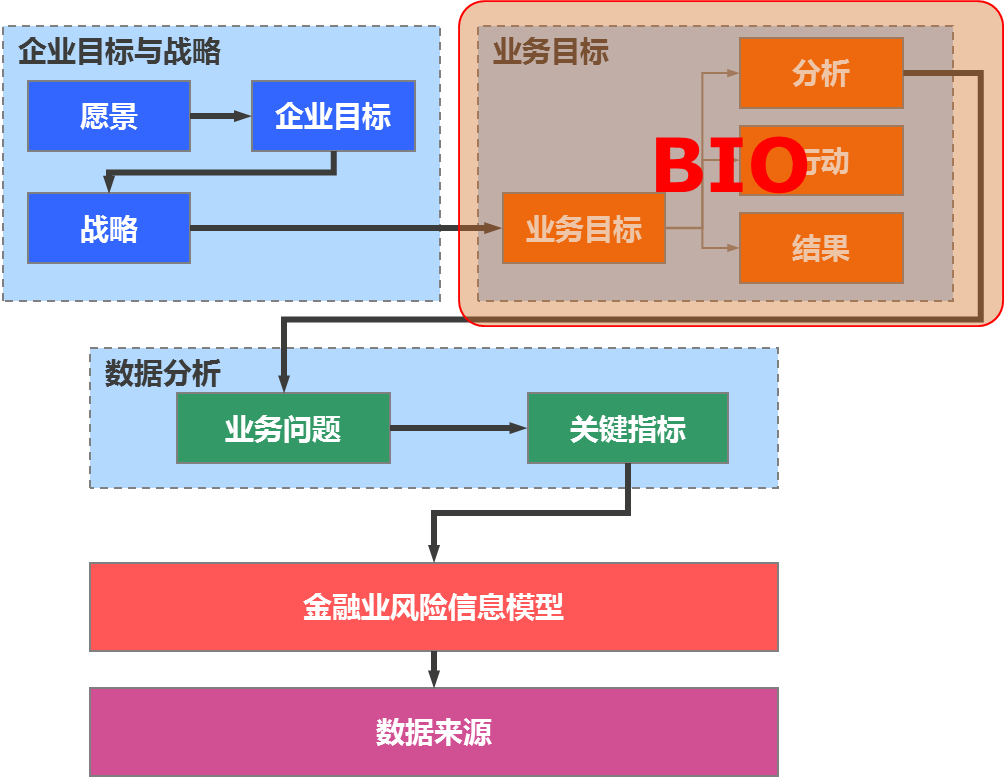 企业目标与战略
愿景
企业目标
战略
业务目标
分析
行动
BIO
业务目标
结果
数据分析
业务问题
关键指标
金融业风险信息模型
数据来源